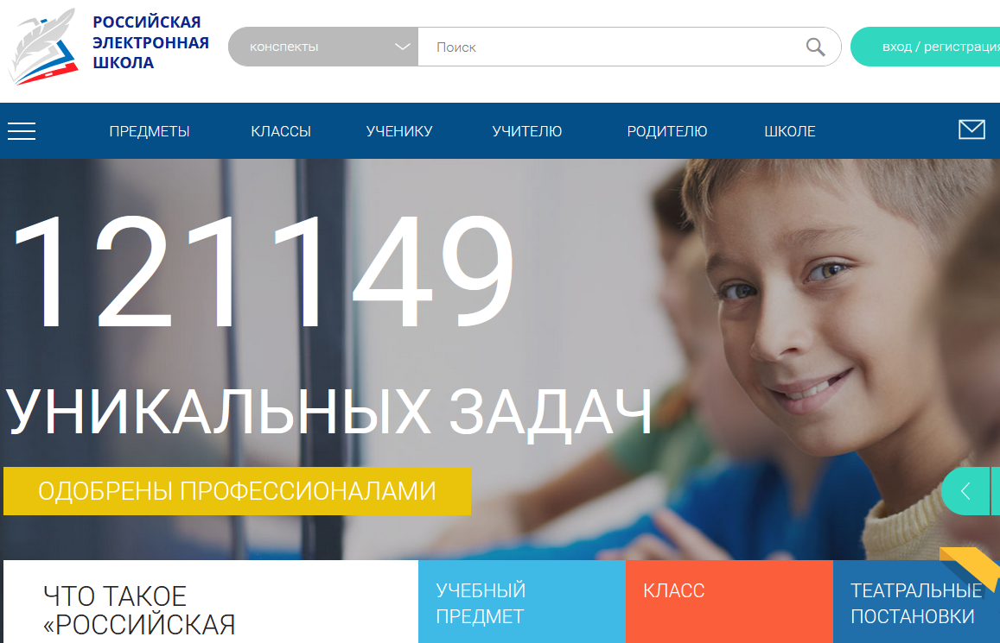 РОССИЙСКАЯ
ЭЛЕКТРОННАЯ
ШКОЛА
конспекты
Поиск
вход / регистрация
ПРЕДМЕТЫ
КЛАССЫ
УЧЕНИКУ
УЧИТЕЛЮ
РОДИТЕЛЮ
ШКОЛЕ
121149
УНИКАЛЬНЫХ ЗАДАЧ
ОДОБРЕНЫ ПРОФЕССИОНАЛАМИ
ЧТО ТАКОЕ
«РОССИЙСКАЯ
УЧЕБНЫЙ
ПРЕДМЕТ
КЛАСС
ТЕАТРАЛЬНЫЕ
ПОСТАНОВКИ